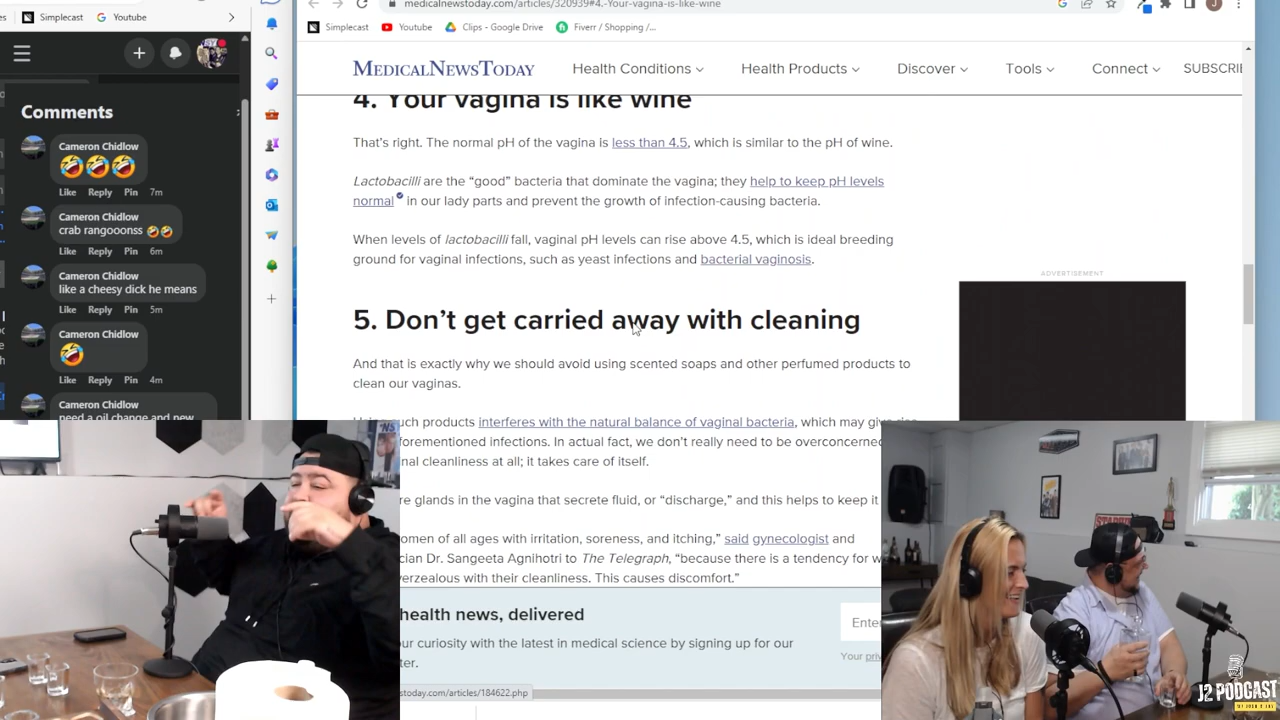 Simplecast
Youtube
Comments
Cameron Chidlow
🤣🤣🤣
Like Reply Pin 7m
Cameron Chidlow
crab rangooonss 🤣🤣
Like Reply Pin 6m
Cameron Chidlow
like a cheesy dick he means
Like Reply Pin 5m
Cameron Chidlow
🤣
Like Reply Pin 4m
Cameron Chidlow
need a oil change and new
medicalnewstoday.com/articles/320939#4.-Your-vagina-is-like-wine
Simplecast Youtube Clips - Google Drive Fiverr / Shopping /...
MEDICALNEWSTODAY
Health Conditions Health Products Discover Tools Connect SUBSCRI
4. Your vagina is like wine
That's right. The normal pH of the vagina is less than 4.5, which is similar to the pH of wine.
Lactobacilli are the “good” bacteria that dominate the vagina; they help to keep pH levels
normal in our lady parts and prevent the growth of infection-causing bacteria.
When levels of lactobacilli fall, vaginal pH levels can rise above 4.5, which is ideal breeding
ground for vaginal infections, such as yeast infections and bacterial vaginosis.
ADVERTISEMENT
5. Don’t get carried away with cleaning
And that is exactly why we should avoid using scented soaps and other perfumed products to
clean our vaginas.
uch products interferes with the natural balance of vaginal bacteria, which may
forementioned infections. In actual fact, we don’t really need to be overconcerned
inal cleanliness at all; it takes care of itself.
re glands in the vagina that secrete fluid, or “discharge,” and this helps to keep it
omen of all ages with irritation, soreness, and itching,” said gynecologist and
cian Dr. Sangeeta Agnihotri to The Telegraph, “because there is a tendency for w
verzealous with their cleanliness. This causes discomfort.”
health news, delivered
ur curiosity with the latest in medical science by signing up for our
ter.
Enter
Your priv
stoday.com/articles/184622.php
J2 PODCAST